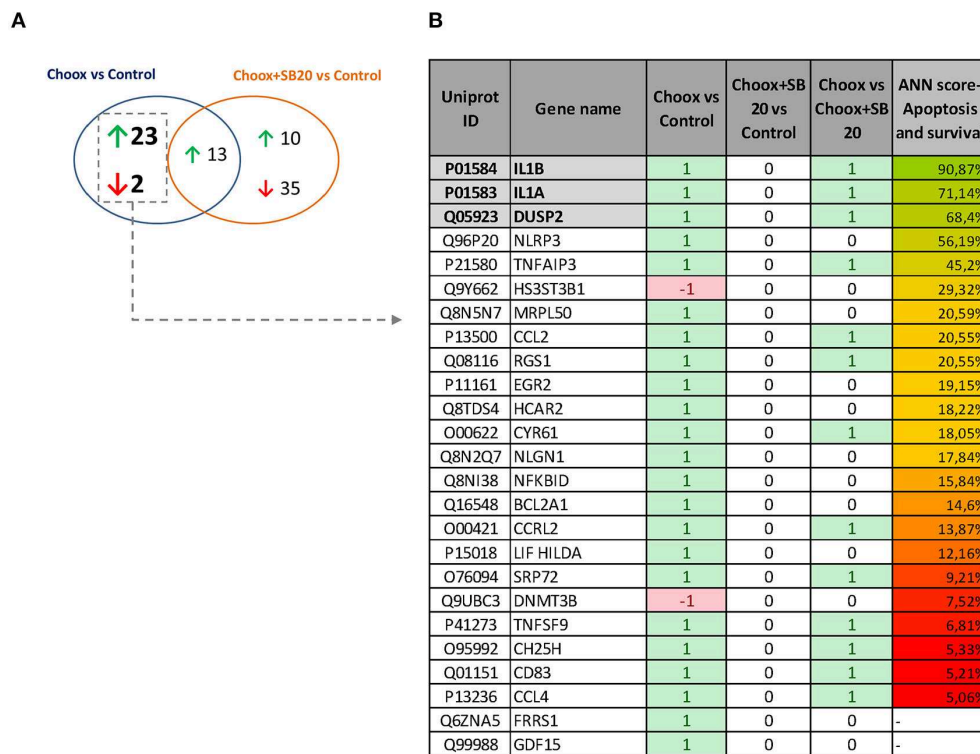 A
B
Choox vs Control
Choox+SB20 vs Control
↑ 23
↓ 2
↑ 13
↑ 10
↓ 35
Uniprot ID | Gene name | Choox vs Control | Choox+SB 20 vs Control | Choox vs Choox+SB 20 | ANN score- Apoptosis and surviva
P01584 IL1B 1 0 1 90,87%
P01583 IL1A 1 0 1 71,14%
Q05923 DUSP2 1 0 1 68,4%
Q96P20 NLRP3 1 0 0 56,19%
P21580 TNFAIP3 1 0 1 45,2%
Q9Y662 HS3ST3B1 -1 0 0 29,32%
Q8N5N7 MRPL50 1 0 0 20,59%
P13500 CCL2 1 0 1 20,55%
Q08116 RGS1 1 0 1 20,55%
P11161 EGR2 1 0 0 19,15%
Q8TDS4 HCAR2 1 0 0 18,22%
O00622 CYR61 1 0 1 18,05%
Q8N2Q7 NLGN1 1 0 0 17,84%
Q8NI38 NFKBID 1 0 0 15,84%
Q16548 BCL2A1 1 0 0 14,6%
O00421 CCRL2 1 0 1 13,87%
P15018 LIF HILDA 1 0 0 12,16%
O76094 SRP72 1 0 1 9,21%
Q9UBC3 DNMT3B -1 0 0 7,52%
P41273 TNFSF9 1 0 1 6,81%
O95992 CH25H 1 0 1 5,33%
Q01151 CD83 1 0 1 5,21%
P13236 CCL4 1 0 1 5,06%
Q6ZNA5 FRRS1 1 0 0 -
Q99988 GDF15 1 0 0 -